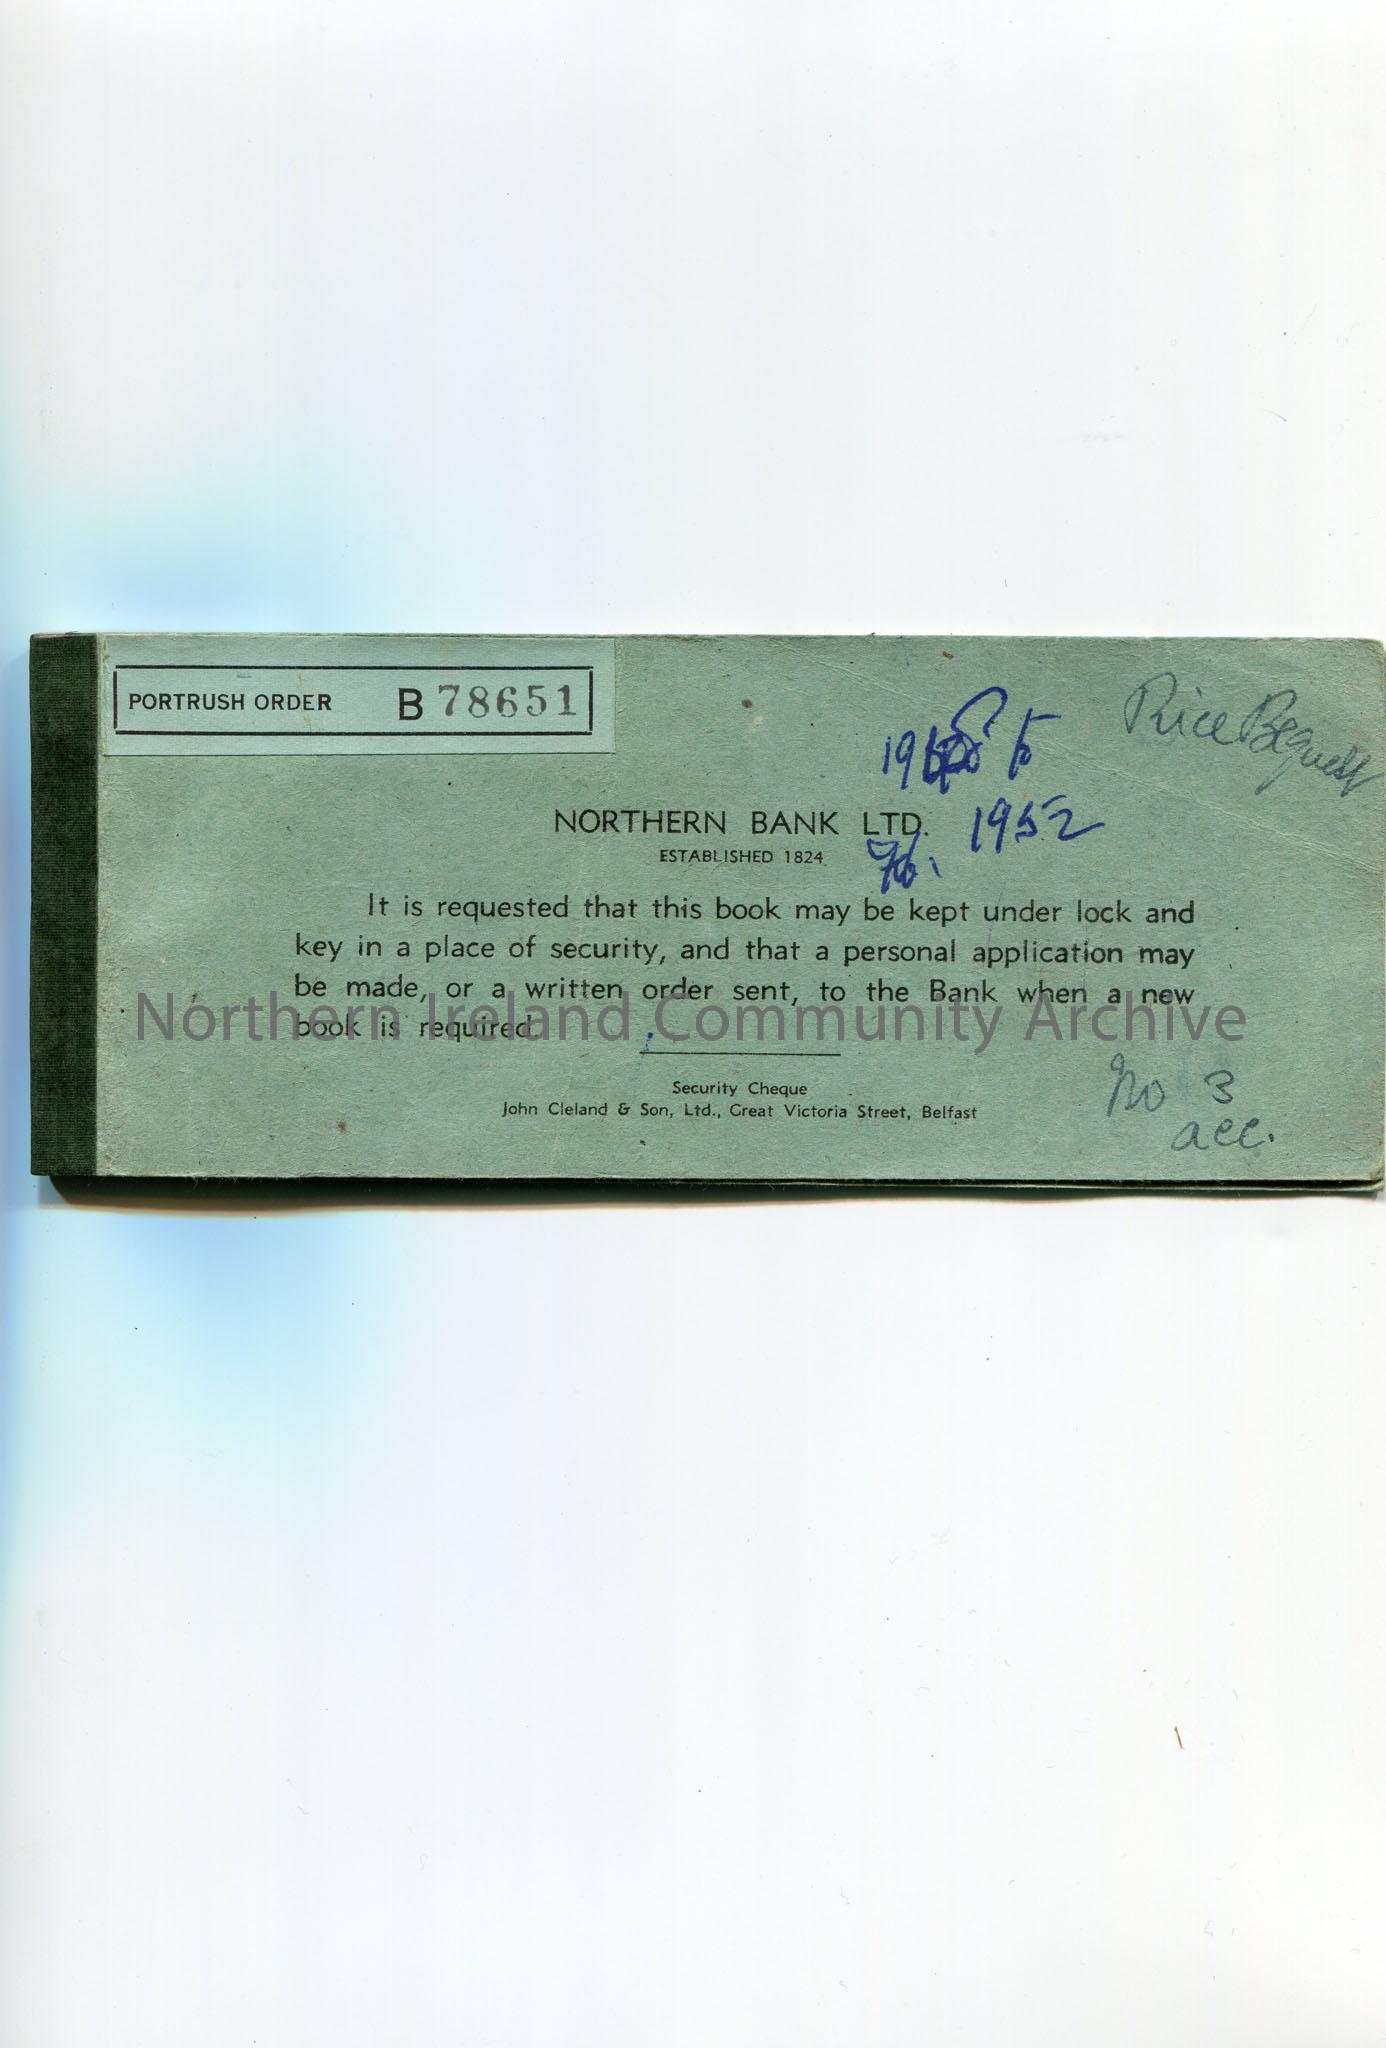 PORTRUSH ORDER B 78651
Rice Bequest
to
NORTHERN BANK LTD. 1952
ESTABLISHED 1824
It is requested that this book may be kept under lock and
key in a place of security, and that a personal application may
be made, or a written order sent, to the Bank when a new
book is required.
Northern Ireland Community Archive
Security Cheque
John Cleland & Son, Ltd., Great Victoria Street, Belfast
No 3
acc.